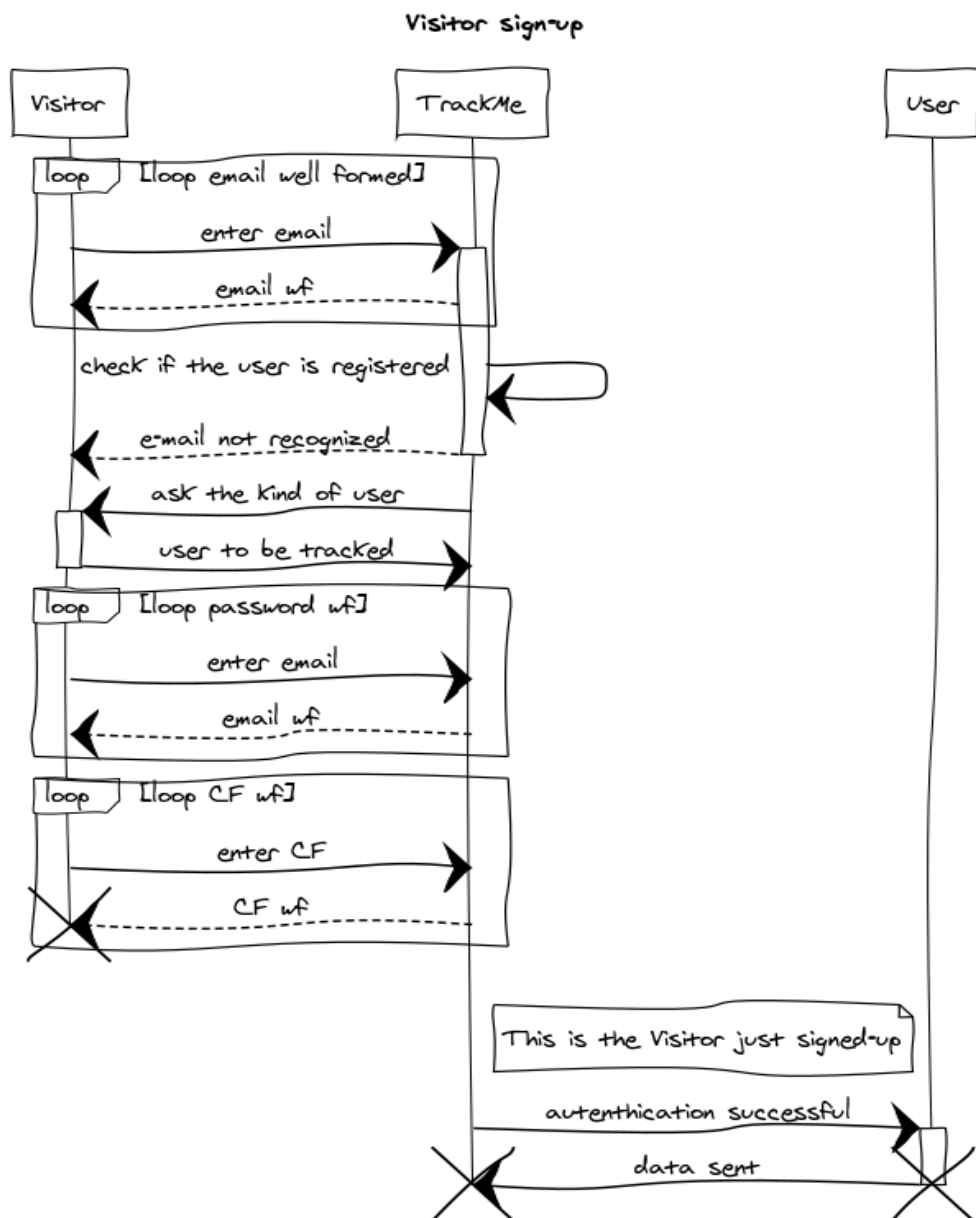 Visitor sign-up
Visitor
TrackMe
User
loop [loop email well formed]
enter email
email wf
check if the user is registered
e-mail not recognized
ask the kind of user
user to be tracked
loop [loop password wf]
enter email
email wf
loop [loop CF wf]
enter CF
CF wf
This is the Visitor just signed-up
autenthication successful
data sent